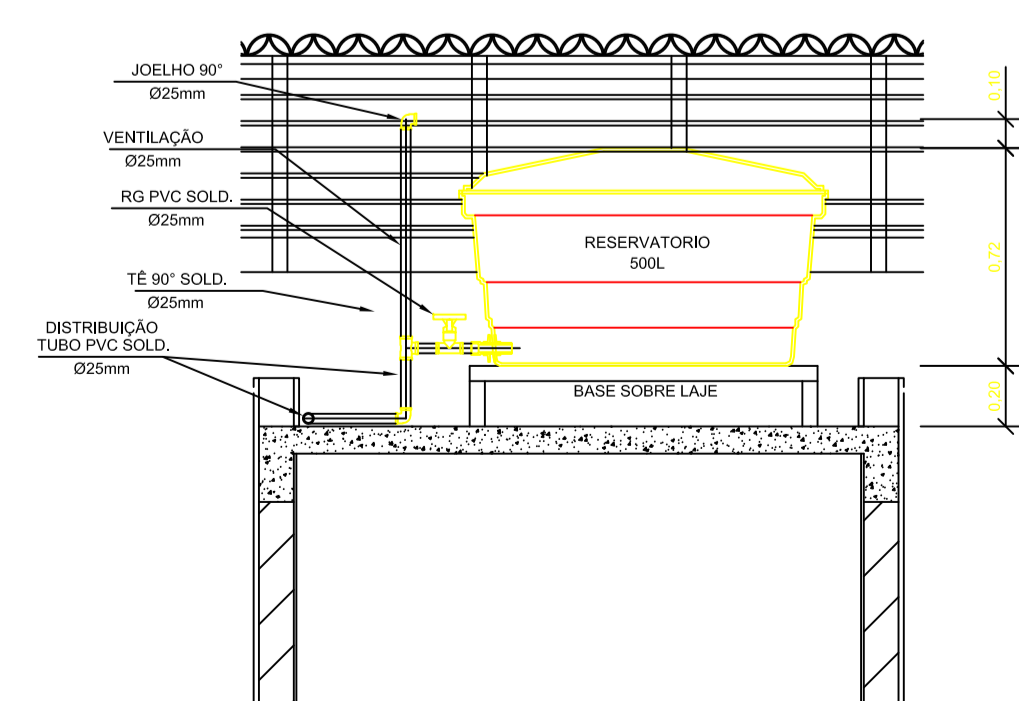 JOELHO 90°
Ø25mm
VENTILAÇÃO
Ø25mm
RG PVC SOLD.
Ø25mm
TÊ 90° SOLD.
Ø25mm
DISTRIBUIÇÃO
TUBO PVC SOLD.
Ø25mm
RESERVATORIO
500L
BASE SOBRE LAJE
0,10
0,72
0,20